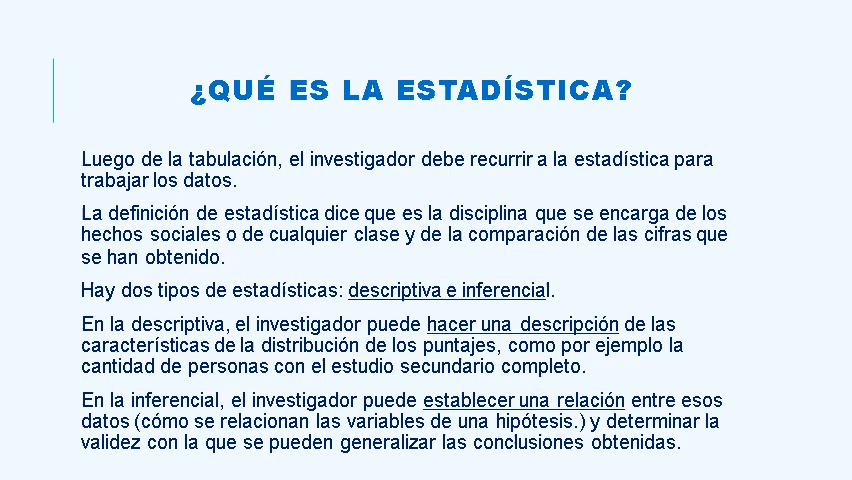 ¿QUÉ ES LA ESTADÍSTICA?
Luego de la tabulación, el investigador debe recurrir a la estadística para
trabajar los datos.
La definición de estadística dice que es la disciplina que se encarga de los
hechos sociales o de cualquier clase y de la comparación de las cifras que
se han obtenido.
Hay dos tipos de estadísticas: descriptiva e inferencial.
En la descriptiva, el investigador puede hacer una descripción de las
características de la distribución de los puntajes, como por ejemplo la
cantidad de personas con el estudio secundario completo.
En la inferencial, el investigador puede establecer una relación entre esos
datos (cómo se relacionan las variables de una hipótesis.) y determinar la
validez con la que se pueden generalizar las conclusiones obtenidas.